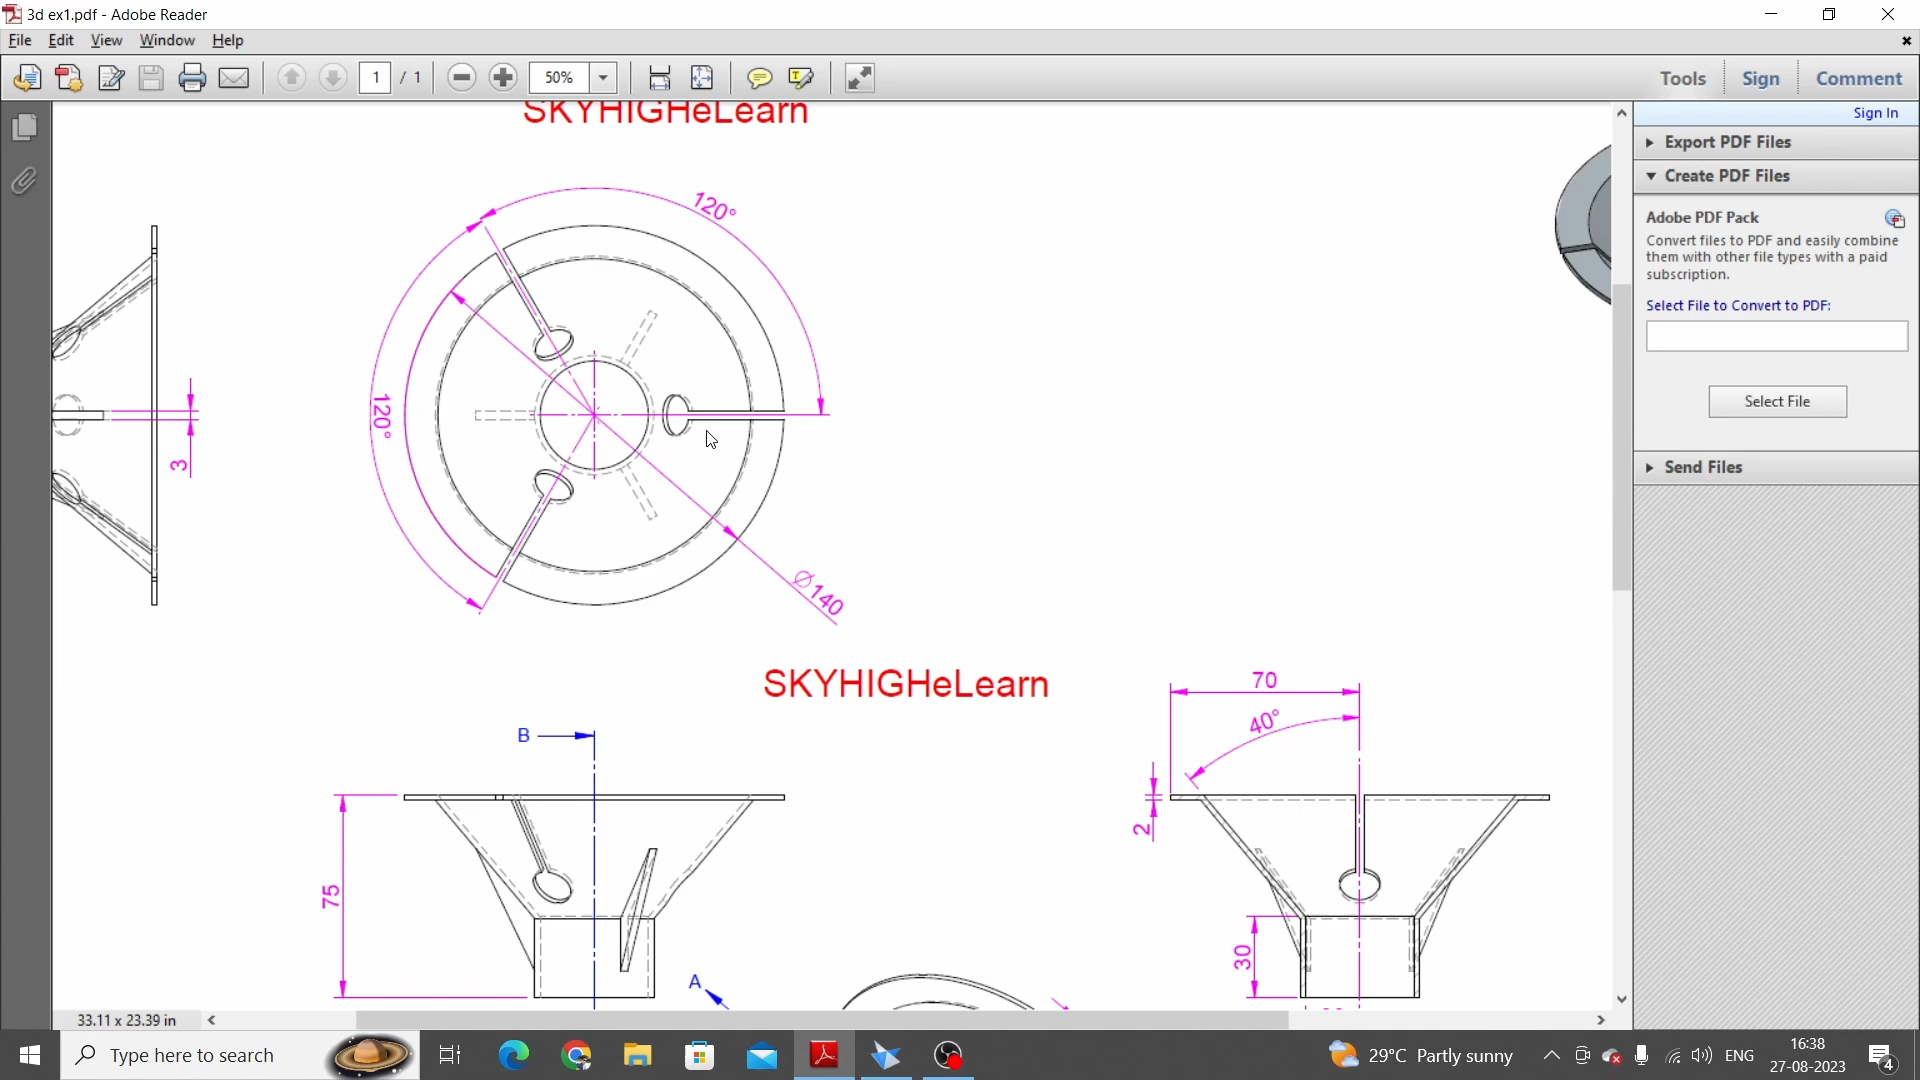 3d ex1.pdf - Adobe Reader
File Edit View Window Help
1 / 1 50% Tools Sign Comment
Sign In
SKYHIGHeLearn
Export PDF Files
Create PDF Files
Adobe PDF Pack
Convert files to PDF and easily combine
them with other file types with a paid
subscription.
Select File to Convert to PDF:
Select File
Send Files
120°
120°
3
Ø140
SKYHIGHeLearn
70
40°
B
2
75
30
A
33.11 x 23.39 in
Type here to search
29°C Partly sunny
ENG
16:38
27-08-2023
4